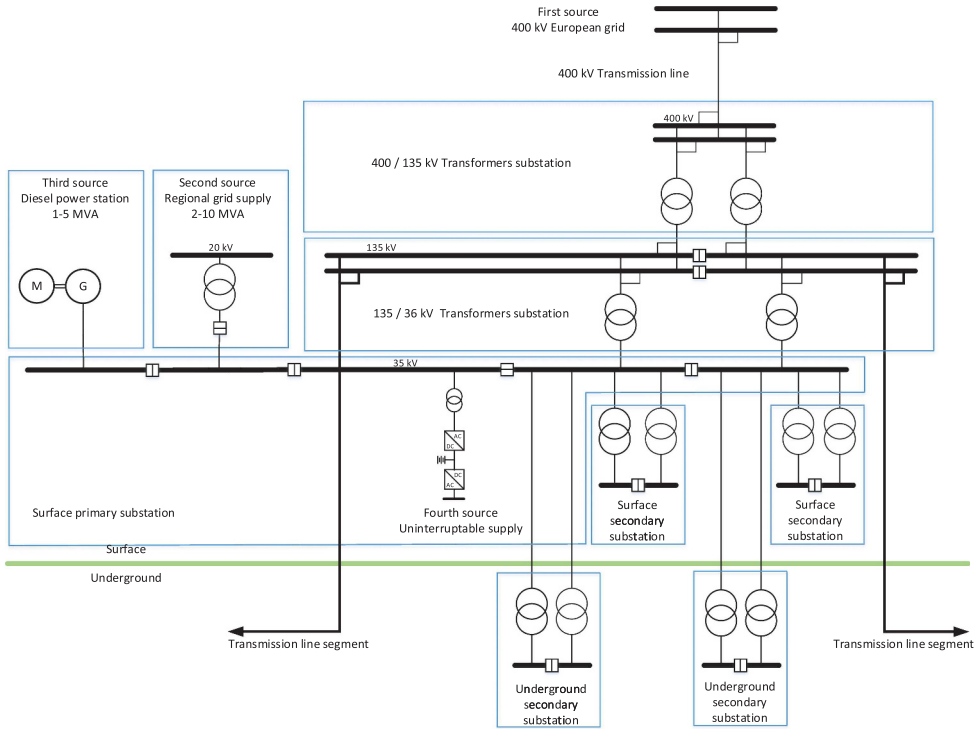 First source
400 kV European grid
400 kV Transmission line
400 kV
400 / 135 kV Transformers substation
Third source
Diesel power station
1-5 MVA
Second source
Regional grid supply
2-10 MVA
20 kV
135 kV
M
G
135 / 36 kV Transformers substation
35 kV
AC
DC
DC
AC
Surface primary substation
Fourth source
Uninterruptable supply
Surface
secondary
substation
Surface
secondary
substation
Surface
Underground
Transmission line segment
Transmission line segment
Underground
secondary
substation
Underground
secondary
substation